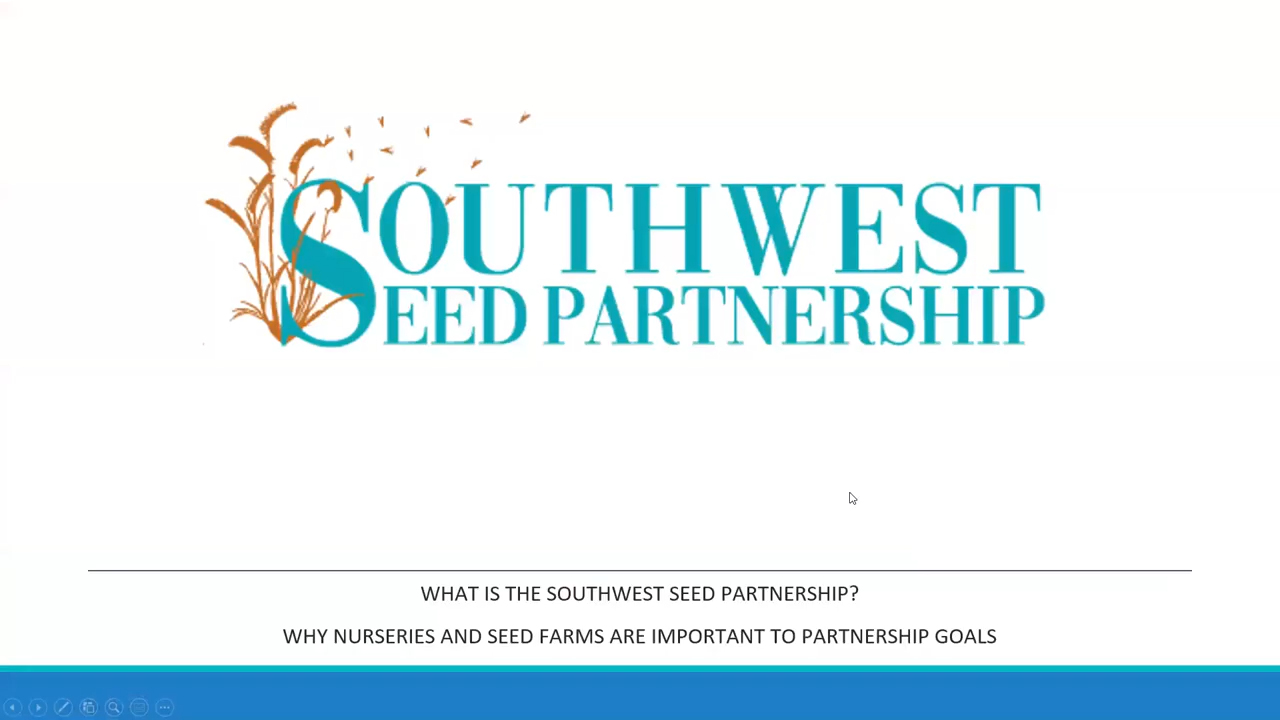 SOUTHWEST
SEED PARTNERSHIP
WHAT IS THE SOUTHWEST SEED PARTNERSHIP?
WHY NURSERIES AND SEED FARMS ARE IMPORTANT TO PARTNERSHIP GOALS